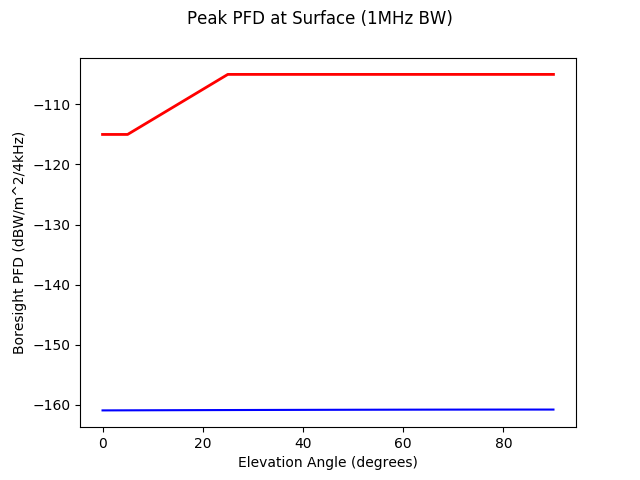 Peak PFD at Surface (1MHz BW)
Boresight PFD (dBW/m^2/4kHz)
−110
−120
−130
−140
−150
−160
0 20 40 60 80
Elevation Angle (degrees)